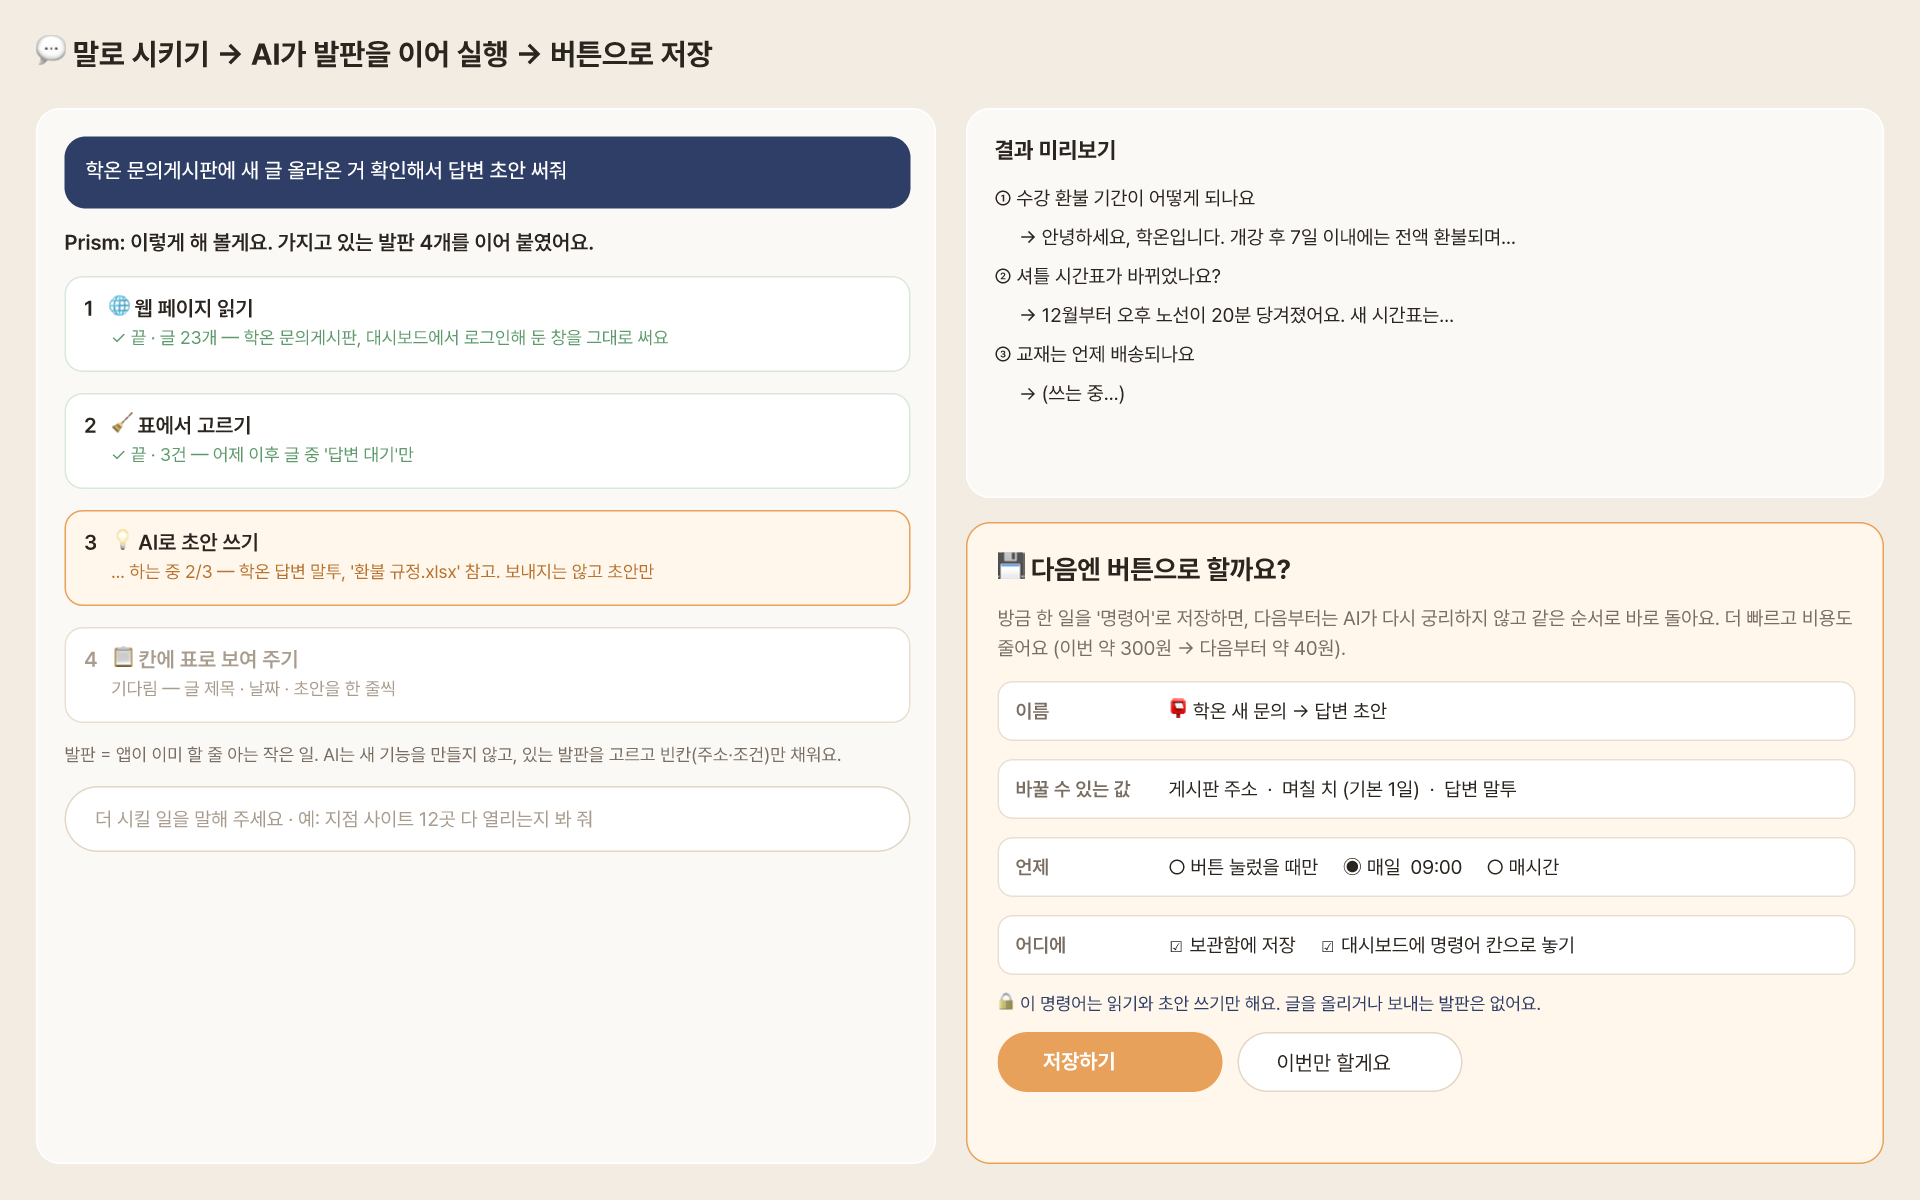 💬 말로 시키기 → AI가 발판을 이어 실행 → 버튼으로 저장
학온 문의게시판에 새 글 올라온 거 확인해서 답변 초안 써줘
Prism: 이렇게 해 볼게요. 가지고 있는 발판 4개를 이어 붙였어요.
1 🌐 웹 페이지 읽기
✓ 끝 · 글 23개 — 학온 문의게시판, 대시보드에서 로그인해 둔 창을 그대로 써요
2 🧹 표에서 고르기
✓ 끝 · 3건 — 어제 이후 글 중 '답변 대기'만
3 💡 AI로 초안 쓰기
... 하는 중 2/3 — 학온 답변 말투, '환불 규정.xlsx' 참고. 보내지는 않고 초안만
4 📋 칸에 표로 보여 주기
기다림 — 글 제목 · 날짜 · 초안을 한 줄씩
발판 = 앱이 이미 할 줄 아는 작은 일. AI는 새 기능을 만들지 않고, 있는 발판을 고르고 빈칸(주소·조건)만 채워요.
더 시킬 일을 말해 주세요 · 예: 지점 사이트 12곳 다 열리는지 봐 줘
결과 미리보기
① 수강 환불 기간이 어떻게 되나요
→ 안녕하세요, 학온입니다. 개강 후 7일 이내에는 전액 환불되며...
② 셔틀 시간표가 바뀌었나요?
→ 12월부터 오후 노선이 20분 당겨졌어요. 새 시간표는...
③ 교재는 언제 배송되나요
→ (쓰는 중...)
💾 다음엔 버튼으로 할까요?
방금 한 일을 '명령어'로 저장하면, 다음부터는 AI가 다시 궁리하지 않고 같은 순서로 바로 돌아요. 더 빠르고 비용도
줄어요 (이번 약 300원 → 다음부터 약 40원).
이름 📮 학온 새 문의 → 답변 초안
바꿀 수 있는 값 게시판 주소 · 며칠 치 (기본 1일) · 답변 말투
언제 ○ 버튼 눌렀을 때만 ◉ 매일 09:00 ○ 매시간
어디에 ☑ 보관함에 저장 ☑ 대시보드에 명령어 칸으로 놓기
🔒 이 명령어는 읽기와 초안 쓰기만 해요. 글을 올리거나 보내는 발판은 없어요.
저장하기 이번만 할게요